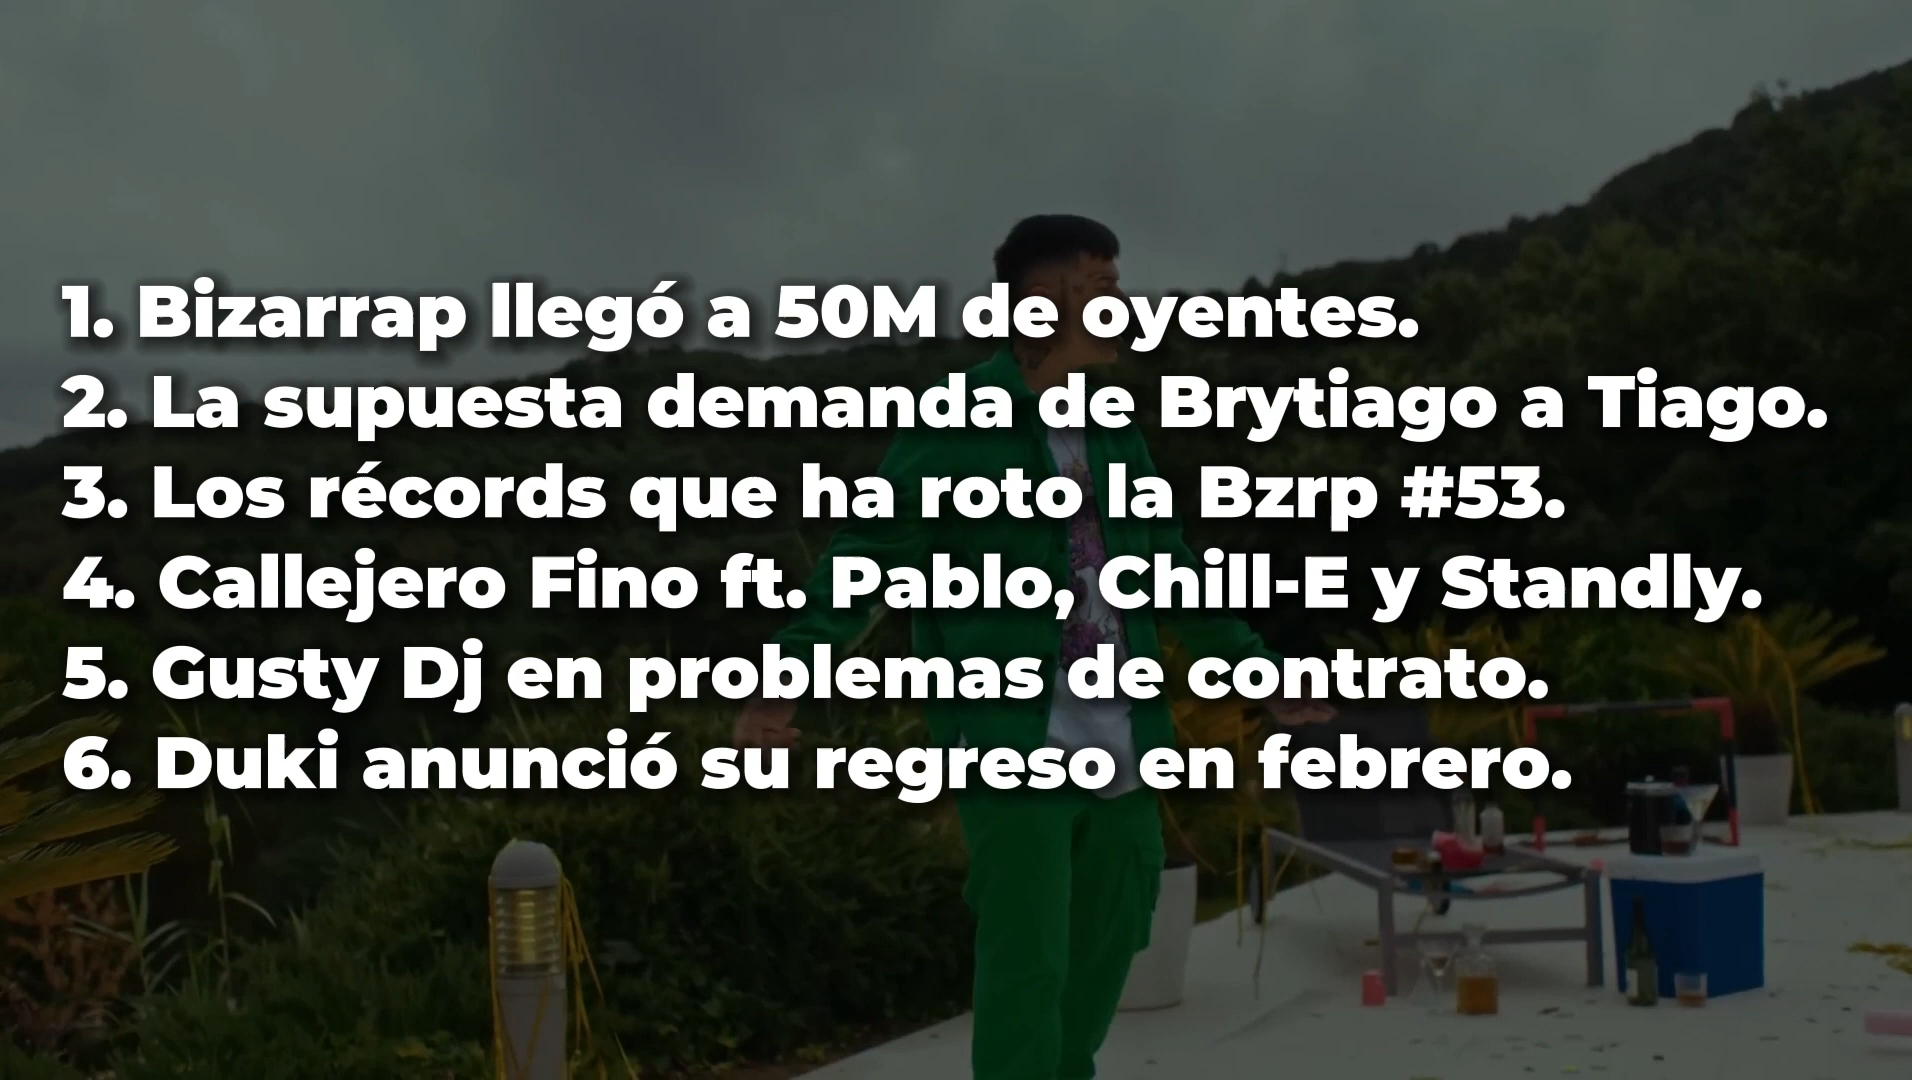 1. Bizarrap llegó a 50M de oyentes.
2. La supuesta demanda de Brytiago a Tiago.
3. Los récords que ha roto la Bzrp #53.
4. Callejero Fino ft. Pablo, Chill-E y Standly.
5. Gusty Dj en problemas de contrato.
6. Duki anunció su regreso en febrero.